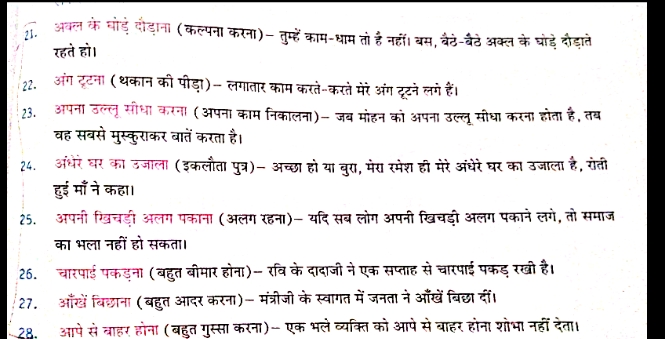 21. अक्ल के घोड़े दौड़ाना (कल्पना करना)– तुम्हें काम-धाम तो है नहीं। बस, बैठे-बैठे अक्ल के घोड़े दौड़ाते
रहते हो।
22. अंग टूटना (थकान की पीड़ा)– लगातार काम करते-करते मेरे अंग टूटने लगे हैं।
23. अपना उल्लू सीधा करना (अपना काम निकालना)– जब मोहन को अपना उल्लू सीधा करना होता है, तब
वह सबसे मुस्कुराकर बातें करता है।
24. अंधेरे घर का उजाला (इकलौता पुत्र)– अच्छा हो या बुरा, मेरा रमेश ही मेरे अंधेरे घर का उजाला है, रोती
हुई माँ ने कहा।
25. अपनी खिचड़ी अलग पकाना (अलग रहना)– यदि सब लोग अपनी खिचड़ी अलग पकाने लगे, तो समाज
का भला नहीं हो सकता।
26. चारपाई पकड़ना (बहुत बीमार होना)– रवि के दादाजी ने एक सप्ताह से चारपाई पकड़ रखी है।
27. आँखें बिछाना (बहुत आदर करना)– मंत्रीजी के स्वागत में जनता ने आँखें बिछा दीं।
28. आपे से बाहर होना (बहुत गुस्सा करना)– एक भले व्यक्ति को आपे से बाहर होना शोभा नहीं देता।